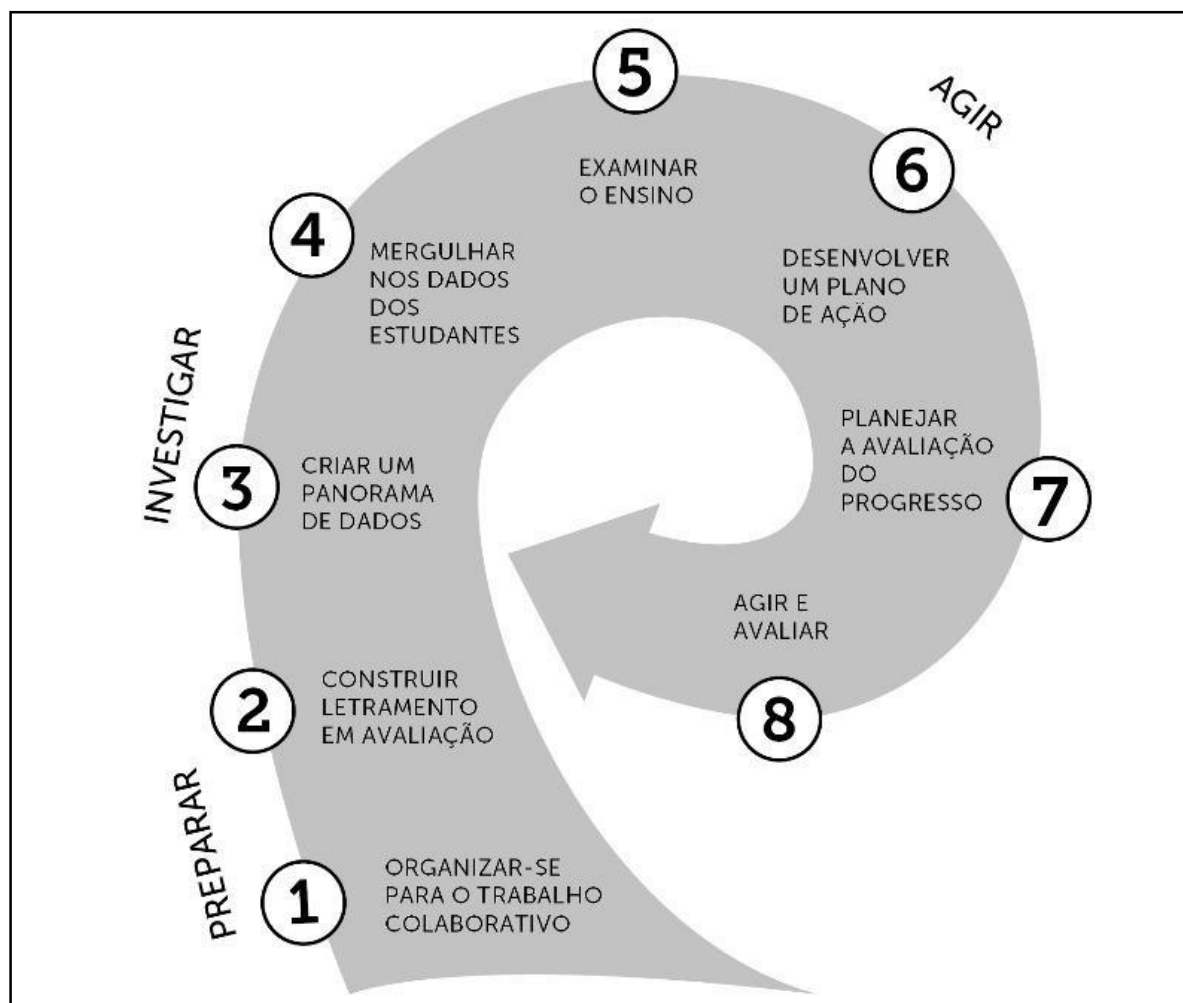 PREPARAR
1
ORGANIZAR-SE
PARA O TRABALHO
COLABORATIVO
2
CONSTRUIR
LETRAMENTO
EM AVALIAÇÃO
INVESTIGAR
3
CRIAR UM
PANORAMA
DE DADOS
4
MERGULHAR
NOS DADOS
DOS
ESTUDANTES
5
EXAMINAR
O ENSINO
AGIR
6
DESENVOLVER
UM PLANO
DE AÇÃO
7
PLANEJAR
A AVALIAÇÃO
DO
PROGRESSO
8
AGIR E
AVALIAR